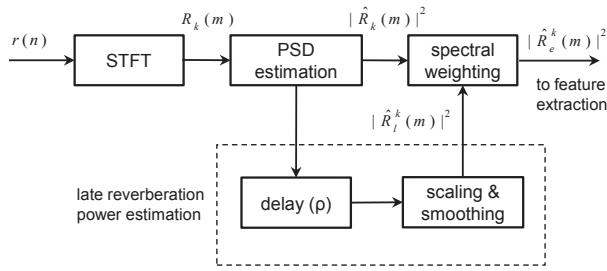 r(n)
STFT
R_k(m)
PSD
estimation
| R̂_k(m) |²
spectral
weighting
| R̂_e^k(m) |²
to feature
extraction
| R̂_l^k(m) |²
late reverberation
power estimation
delay (ρ)
scaling &
smoothing